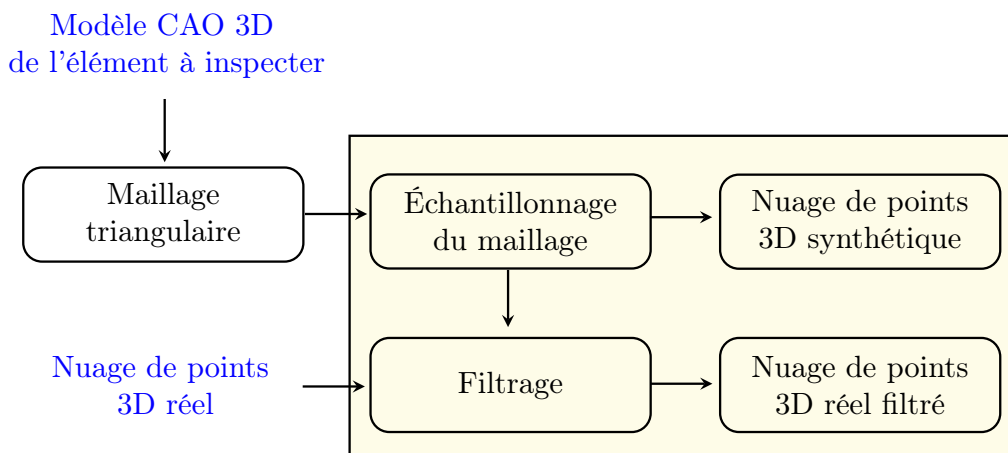 Modèle CAO 3D
de l'élément à inspecter
Maillage
triangulaire
Échantillonnage
du maillage
Nuage de points
3D synthétique
Nuage de points
3D réel
Filtrage
Nuage de points
3D réel filtré